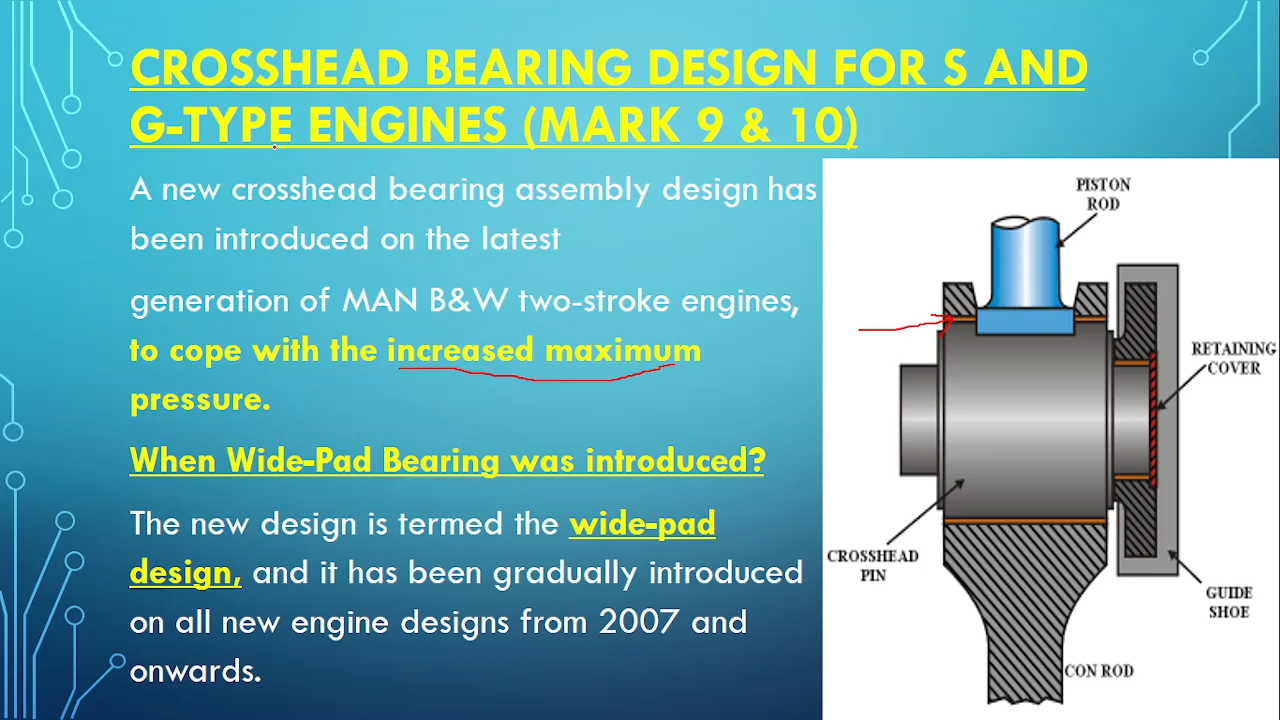 CROSSHEAD BEARING DESIGN FOR S AND
G-TYPE ENGINES (MARK 9 & 10)
A new crosshead bearing assembly design has
been introduced on the latest
generation of MAN B&W two-stroke engines,
to cope with the increased maximum
pressure.
When Wide-Pad Bearing was introduced?
The new design is termed the wide-pad
design, and it has been gradually introduced
on all new engine designs from 2007 and
onwards.
PISTON
ROD
RETAINING
COVER
CROSSHEAD
PIN
GUIDE
SHOE
CON ROD